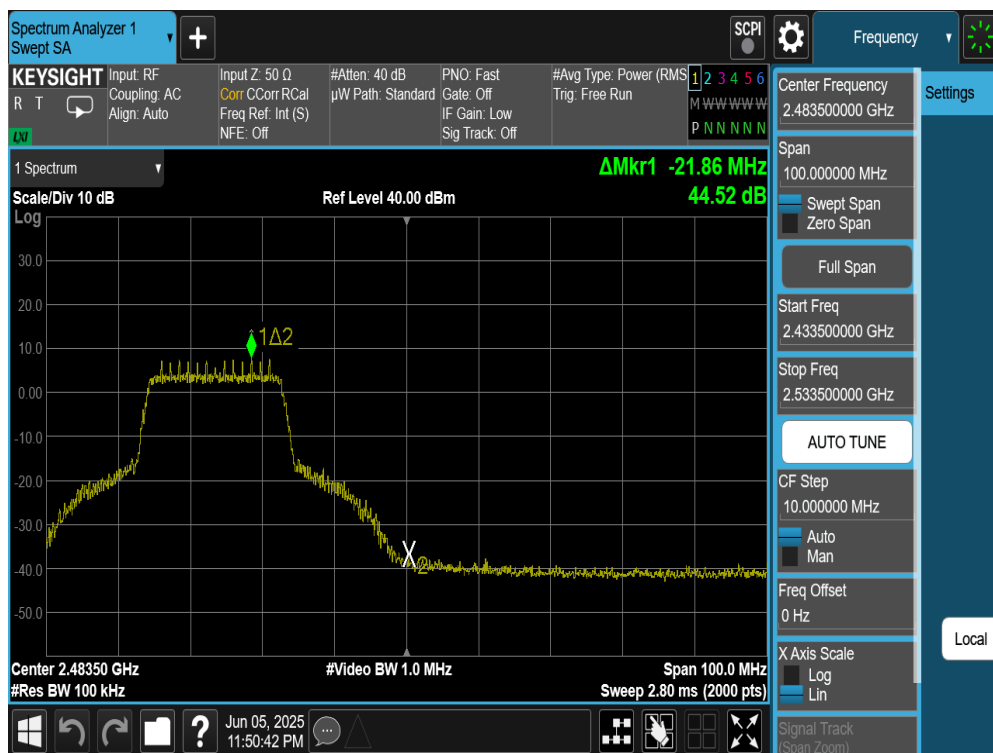 Spectrum Analyzer 1
Swept SA
+
SCPI
Frequency
KEYSIGHT
R T
LXI
Input: RF
Coupling: AC
Align: Auto
Input Z: 50 Ω
Corr CCorr RCal
Freq Ref: Int (S)
NFE: Off
#Atten: 40 dB
µW Path: Standard
PNO: Fast
Gate: Off
IF Gain: Low
Sig Track: Off
#Avg Type: Power (RMS
Trig: Free Run
1 2 3 4 5 6
M W W W W W
P N N N N N
1 Spectrum
Scale/Div 10 dB
Ref Level 40.00 dBm
ΔMkr1 -21.86 MHz
44.52 dB
Log
30.0
20.0
10.0
0.00
-10.0
-20.0
-30.0
-40.0
-50.0
1Δ2
X2
Center 2.48350 GHz
#Res BW 100 kHz
#Video BW 1.0 MHz
Span 100.0 MHz
Sweep 2.80 ms (2000 pts)
Center Frequency
2.483500000 GHz
Span
100.000000 MHz
Swept Span
Zero Span
Full Span
Start Freq
2.433500000 GHz
Stop Freq
2.533500000 GHz
AUTO TUNE
CF Step
10.000000 MHz
Auto
Man
Freq Offset
0 Hz
X Axis Scale
Log
Lin
Signal Track
(Span Zoom)
Settings
Local
?
Jun 05, 2025
11:50:42 PM